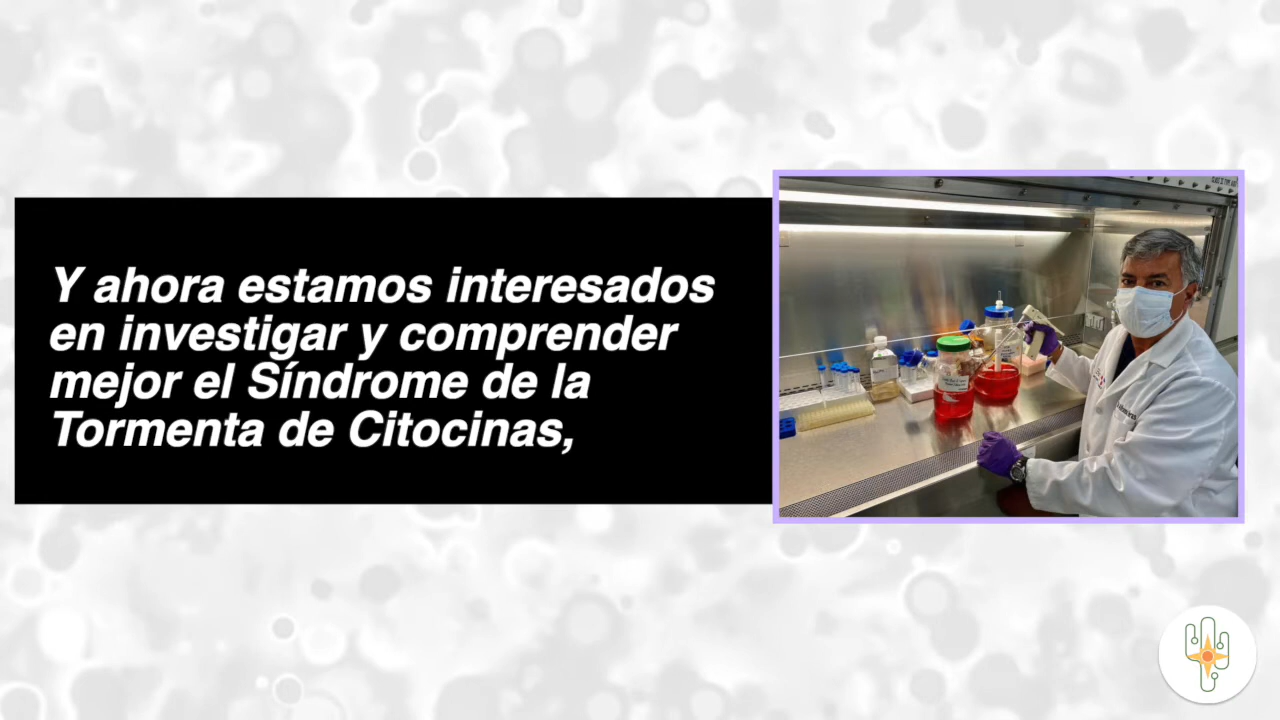 Y ahora estamos interesados
en investigar y comprender
mejor el Síndrome de la
Tormenta de Citocinas,